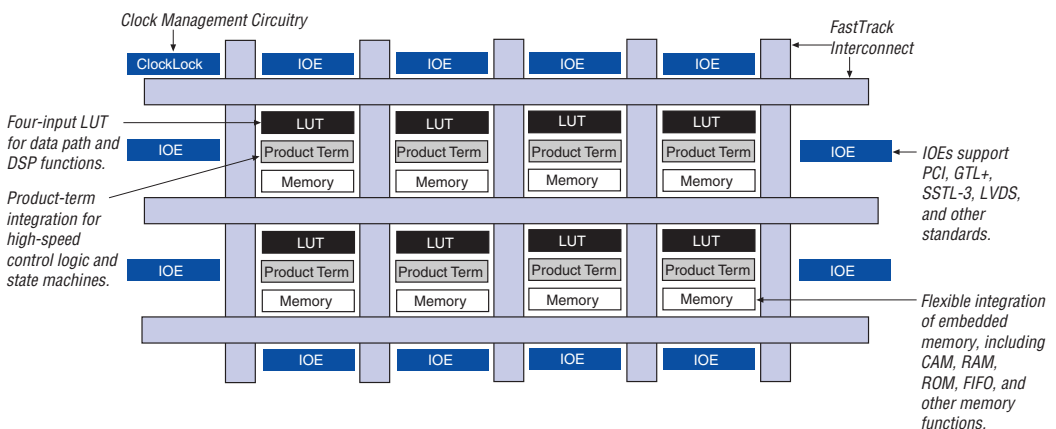 Clock Management Circuitry
FastTrack
Interconnect
ClockLock
IOE
IOE
IOE
IOE
Four-input LUT
for data path and
DSP functions.
LUT
LUT
LUT
LUT
IOE
Product Term
Product Term
Product Term
Product Term
IOE
IOEs support
PCI, GTL+,
SSTL-3, LVDS,
and other
standards.
Memory
Memory
Memory
Memory
Product-term
integration for
high-speed
control logic and
state machines.
LUT
LUT
LUT
LUT
IOE
Product Term
Product Term
Product Term
Product Term
IOE
Memory
Memory
Memory
Memory
Flexible integration
of embedded
memory, including
CAM, RAM,
ROM, FIFO, and
other memory
functions.
IOE
IOE
IOE
IOE